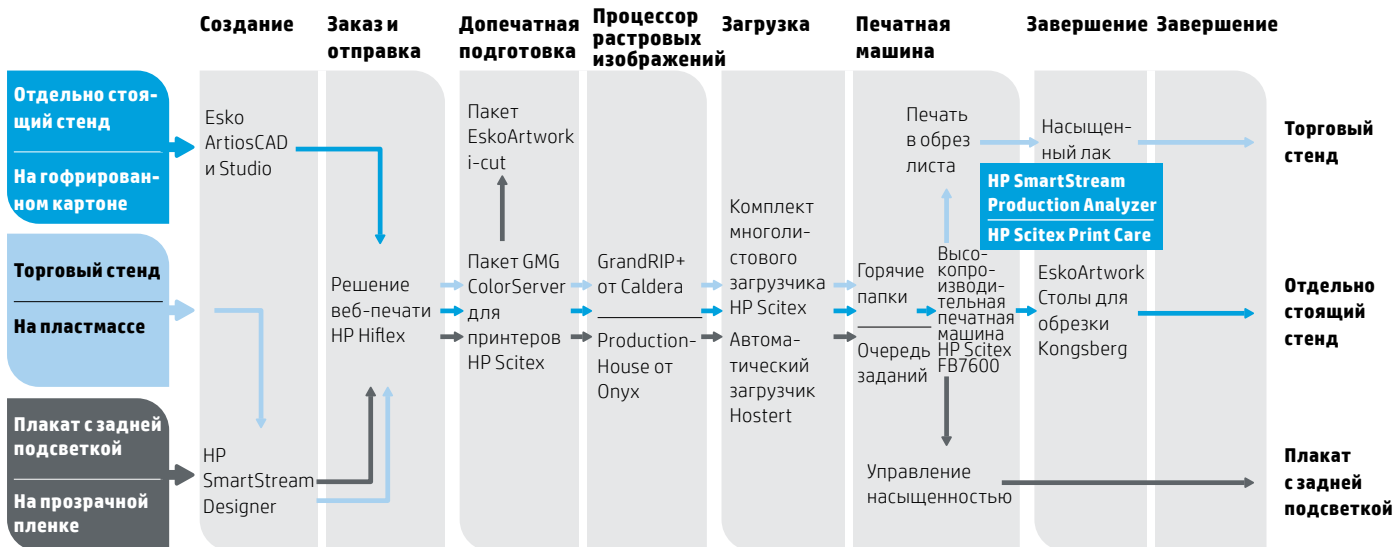 Создание
Заказ и
отправка
Допечатная
подготовка
Процессор
растровых
изображений
Загрузка
Печатная
машина
Завершение
Завершение
Отдельно стоя-
щий стенд
На гофрирован-
ном картоне
Торговый стенд
На пластмассе
Плакат с задней
подсветкой
На прозрачной
пленке
Esko
ArtiosCAD
и Studio
HP
SmartStream
Designer
Решение
веб-печати
HP Hiflex
Пакет
EskoArtwork
i-cut
Пакет GMG
ColorServer
для
принтеров
HP Scitex
GrandRIP+
от Caldera
Production-
House от
Onyx
Комплект
многоли-
стового
загрузчика
HP Scitex
Автома-
тический
загрузчик
Hostert
Печать
в обрез
листа
Горячие
папки
Очередь
заданий
Высо-
копро-
изводи-
тельная
печатная
машина
HP Scitex
FB7600
Управление
насыщенностью
Насыщен-
ный лак
HP SmartStream
Production Analyzer
HP Scitex Print Care
EskoArtwork
Столы для
обрезки
Kongsberg
Торговый
стенд
Отдельно
стоящий
стенд
Плакат
с задней
подсветкой